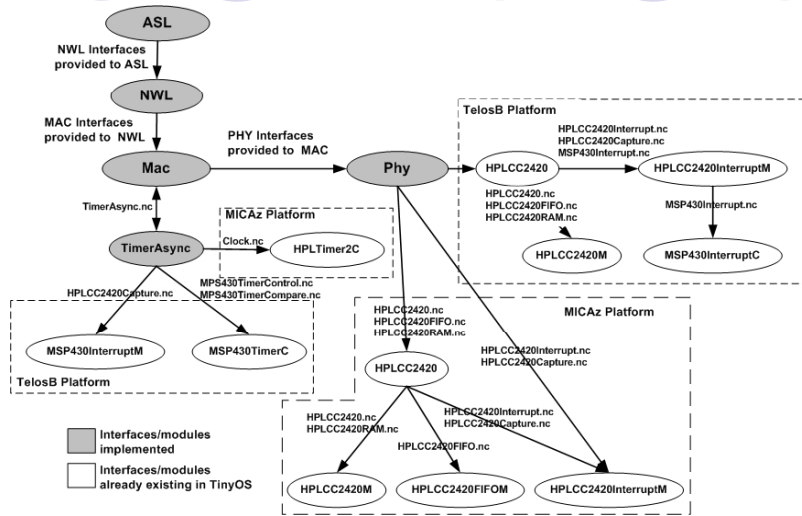 ASL
NWL Interfaces
provided to ASL
NWL
MAC Interfaces
provided to NWL
PHY Interfaces
provided to MAC
Mac
Phy
TelosB Platform
HPLCC2420Interrupt.nc
HPLCC2420Capture.nc
MSP430Interrupt.nc
HPLCC2420
HPLCC2420InterruptM
HPLCC2420.nc
HPLCC2420FIFO.nc
HPLCC2420RAM.nc
MSP430Interrupt.nc
HPLCC2420M
MSP430InterruptC
TimerAsync.nc
MICAz Platform
TimerAsync
Clock.nc
HPLTimer2C
HPLCC2420Capture.nc
MPS430TimerControl.nc
MPS430TimerCompare.nc
MSP430InterruptM
MSP430TimerC
TelosB Platform
MICAz Platform
HPLCC2420.nc
HPLCC2420FIFO.nc
HPLCC2420RAM.nc
HPLCC2420Interrupt.nc
HPLCC2420Capture.nc
HPLCC2420
HPLCC2420.nc
HPLCC2420RAM.nc
HPLCC2420Interrupt.nc
HPLCC2420Capture.nc
HPLCC2420FIFO.nc
HPLCC2420M
HPLCC2420FIFOM
HPLCC2420InterruptM
Interfaces/modules
implemented
Interfaces/modules
already existing in TinyOS